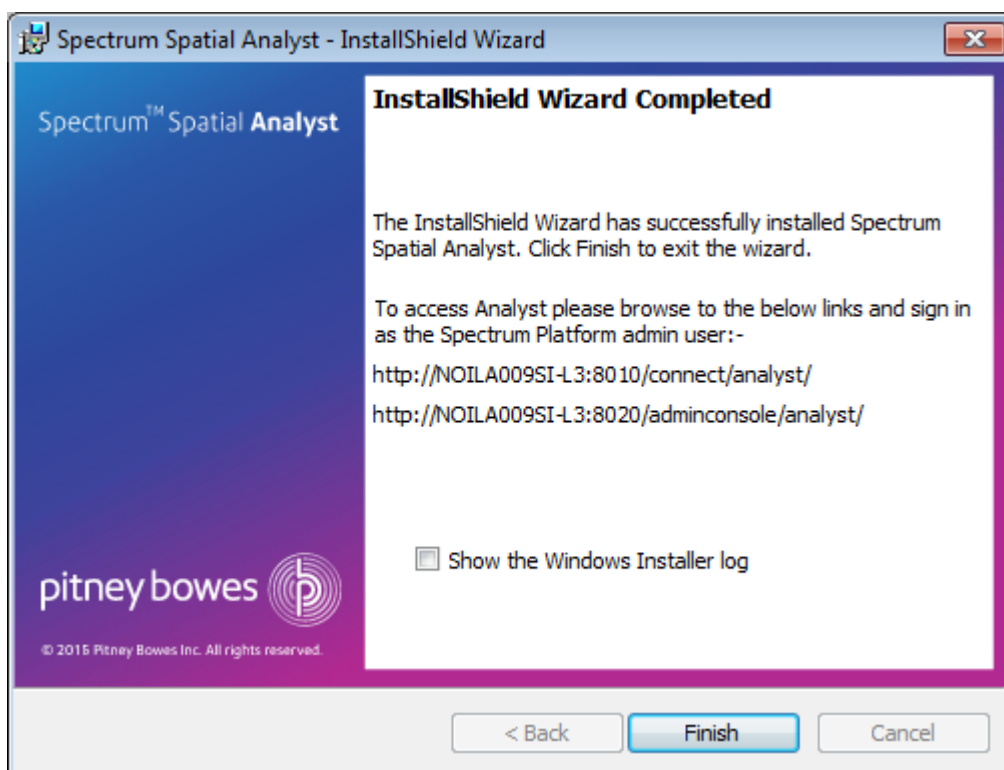 Spectrum Spatial Analyst - InstallShield Wizard
Spectrum™ Spatial Analyst
InstallShield Wizard Completed
The InstallShield Wizard has successfully installed Spectrum
Spatial Analyst. Click Finish to exit the wizard.
To access Analyst please browse to the below links and sign in
as the Spectrum Platform admin user:-
http://NOILA009SI-L3:8010/connect/analyst/
http://NOILA009SI-L3:8020/adminconsole/analyst/
Show the Windows Installer log
pitney bowes
© 2015 Pitney Bowes Inc. All rights reserved.
< Back
Finish
Cancel